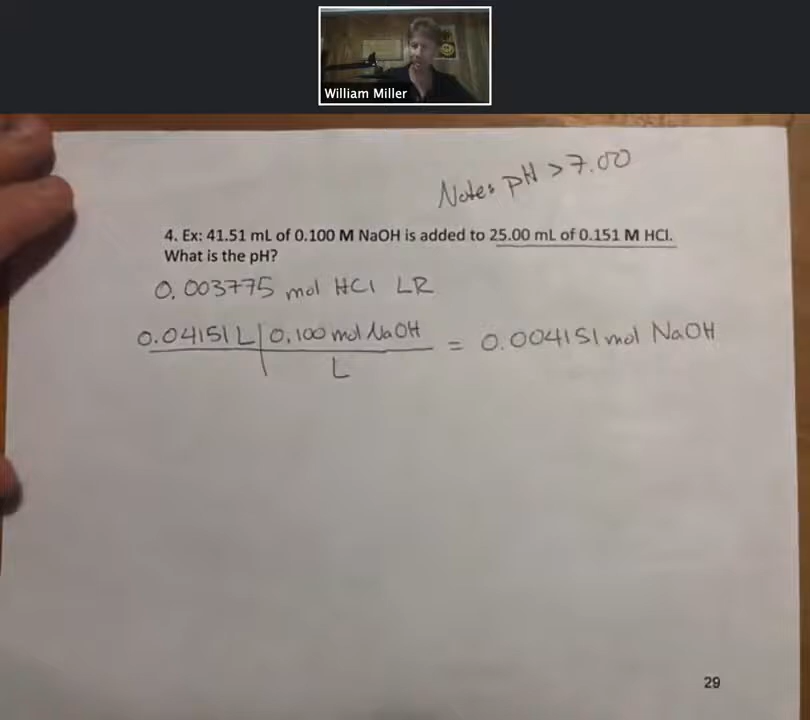 William Miller
Note: pH > 7.00
4. Ex: 41.51 mL of 0.100 M NaOH is added to 25.00 mL of 0.151 M HCl.
What is the pH?
0.003775 mol HCl LR
0.04151 L | 0.100 mol NaOH = 0.004151 mol NaOH
L
29